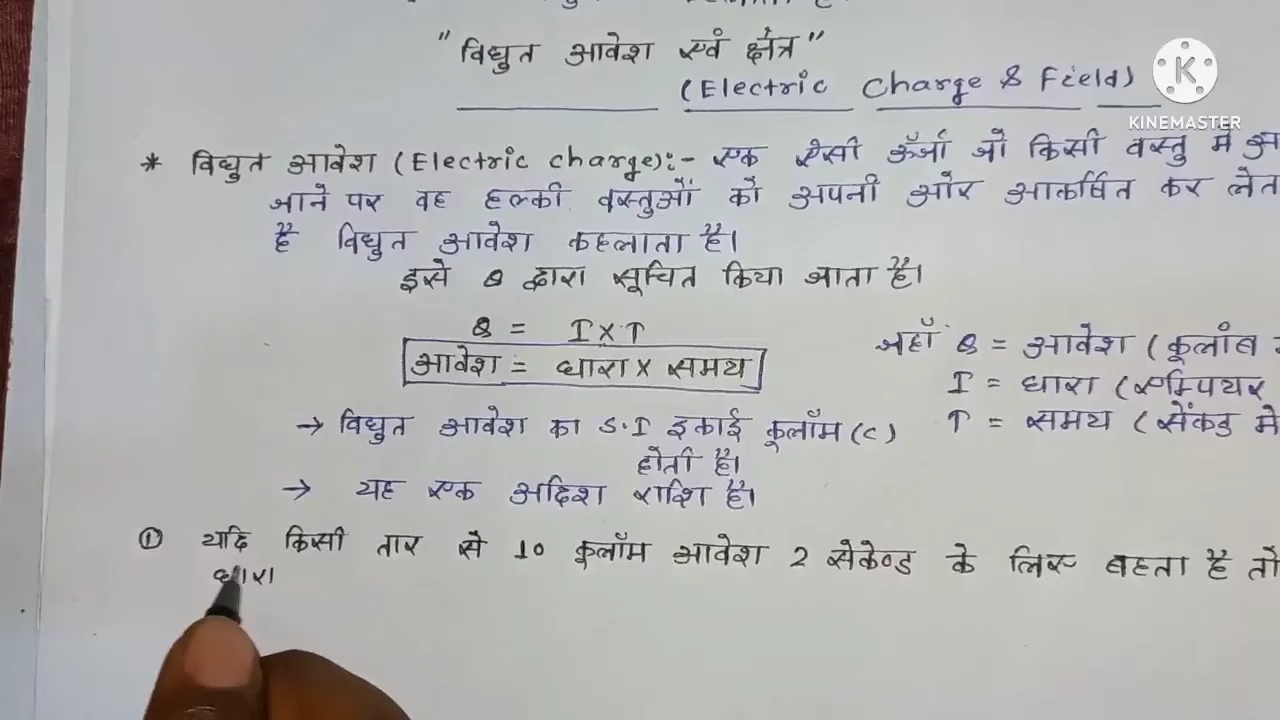 "विधुत आवेश एवं क्षेत्र"
(Electric Charge & Field)
KINEMASTER
* विधुत आवेश (Electric charge):- एक ऐसी ऊर्जा जो किसी वस्तु मे
जाने पर वह हल्की वस्तुओं को अपनी ओर आकर्षित कर लेत
है विधुत आवेश कहलाता है।
इसे Q द्वारा सूचित किया जाता है।
Q = I×T
आवेश = धारा × समय
जहाँ Q = आवेश (कूलांब
I = धारा (एम्पियर
T = समय (सेंकड मे
→ विधुत आवेश का S.I इकाई कूलॉम (C)
होती है।
→ यह एक अदिश राशि है।
① यदि किसी तार से 10 कूलॉम आवेश 2 सेकेण्ड के लिए बहता है तो
धारा